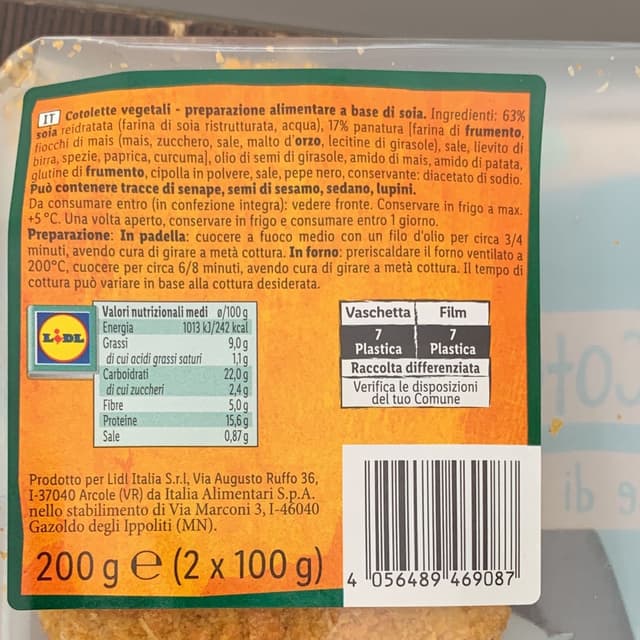 IT Cotolette vegetali - preparazione alimentare a base di soia. Ingredienti: 63%
soia reidratata (farina di soia ristrutturata, acqua), 17% panatura [farina di frumento,
fiocchi di mais (mais, zucchero, sale, malto d'orzo, lecitine di girasole), sale, lievito di
birra, spezie, paprica, curcuma], olio di semi di girasole, amido di mais, amido di patata,
glutine di frumento, cipolla in polvere, sale, pepe nero, conservante: diacetato di sodio.
Può contenere tracce di senape, semi di sesamo, sedano, lupini.
Da consumare entro (in confezione integra): vedere fronte. Conservare in frigo a max.
+5 °C. Una volta aperto, conservare in frigo e consumare entro 1 giorno.
Preparazione: In padella: cuocere a fuoco medio con un filo d'olio per circa 3/4
minuti, avendo cura di girare a metà cottura. In forno: preriscaldare il forno ventilato a
200°C, cuocere per circa 6/8 minuti, avendo cura di girare a metà cottura. Il tempo di
cottura può variare in base alla cottura desiderata.
LIDL
Valori nutrizionali medi ø/100 g
Energia 1013 kJ/242 kcal
Grassi 9,0 g
di cui acidi grassi saturi 1,1 g
Carboidrati 22,0 g
di cui zuccheri 2,4 g
Fibre 5,0 g
Proteine 15,6 g
Sale 0,87 g
Vaschetta Film
7 7
Plastica Plastica
Raccolta differenziata
Verifica le disposizioni
del tuo Comune
Prodotto per Lidl Italia S.r.l, Via Augusto Ruffo 36,
I-37040 Arcole (VR) da Italia Alimentari S.p.A.
nello stabilimento di Via Marconi 3, I-46040
Gazoldo degli Ippoliti (MN).
200 g e (2 x 100 g)
4 056489 469087